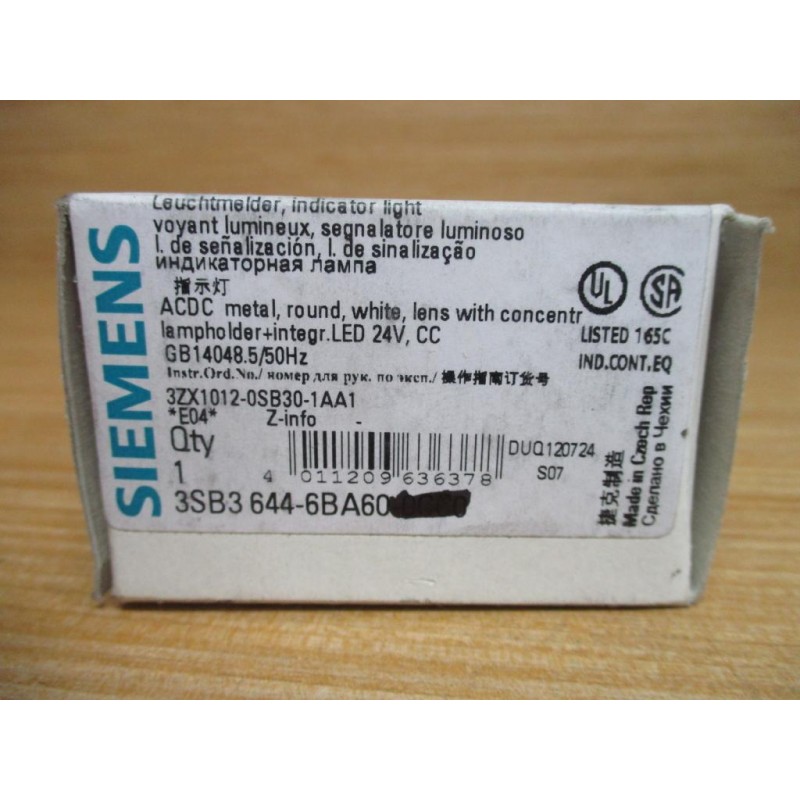 SIEMENS
Leuchtmelder, indicator light
voyant lumineux, segnalatore luminoso
I. de señalización, I. de sinalização
индикаторная лампа
指示灯
ACDC metal, round, white, lens with concentr
lampholder+integr.LED 24V, CC
GB14048.5/50Hz
Instr.Ord.No./ номер для рук. по эксп./ 操作指南订货号
3ZX1012-0SB30-1AA1
*E04* Z-info -
Qty
1
4 011209 636378
DUQ120724
S07
3SB3 644-6BA60
UL SA
LISTED 165C
IND.CONT.EQ
捷克制造
Made in Czech Rep
Сделано в Чехии